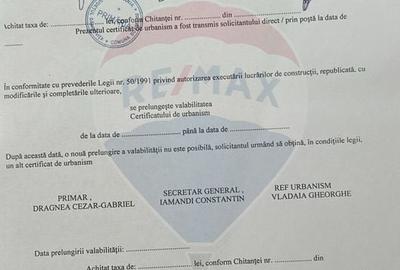 Achitat taxa de: .................. lei, conform Chitanței nr. .................. din ..................
Prezentul certificat de urbanism a fost transmis solicitantului direct / prin poștă la data de
În conformitate cu prevederile Legii nr. 50/1991 privind autorizarea executării lucrărilor de construcții, republicată, cu
modificările și completările ulterioare,
RE/MAX
se prelungește valabilitatea
Certificatului de urbanism
de la data de .................. până la data de ..................
După această dată, o nouă prelungire a valabilității nu este posibilă, solicitantul urmând să obțină, în condițiile legii,
un alt certificat de urbanism
PRIMAR , SECRETAR GENERAL , REF URBANISM
DRAGNEA CEZAR-GABRIEL IAMANDI CONSTANTIN VLADAIA GHEORGHE
Data prelungirii valabilității: ..................
Achitat taxa de: .................. lei, conform Chitanței nr. .................. din